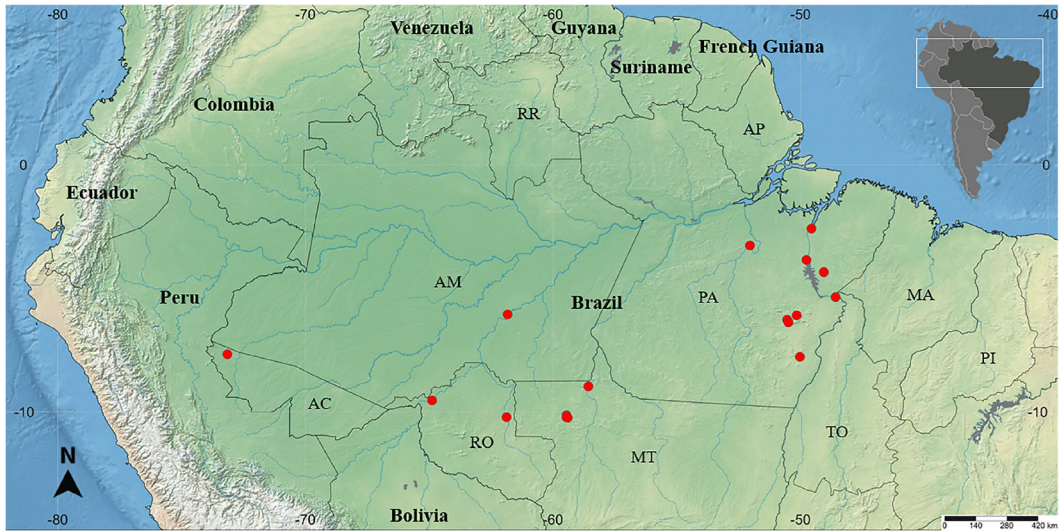 -80 -70 -60 -50 -40
Venezuela Guyana
French Guiana
Suriname
Colombia
RR
AP
0 0
Ecuador
AM
Peru Brazil PA MA
PI
AC
-10 -10
RO TO
MT
N
Bolivia
-80 -70 -60 -50
0 140 280 420 km